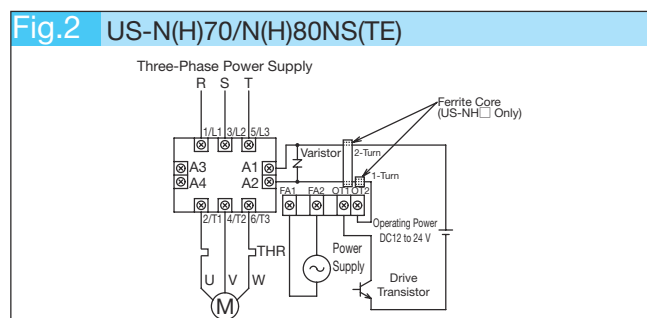 Fig.2 US-N(H)70/N(H)80NS(TE)
Three-Phase Power Supply
R S T
Ferrite Core
(US-NH□ Only)
1/L1 3/L2 5/L3
Varistor
2-Turn
A3 A1
1-Turn
A4 A2
FA1 FA2 OT1 OT2
2/T1 4/T2 6/T3
Operating Power
DC12 to 24 V
THR
Power
Supply
U V W
Drive
Transistor
M